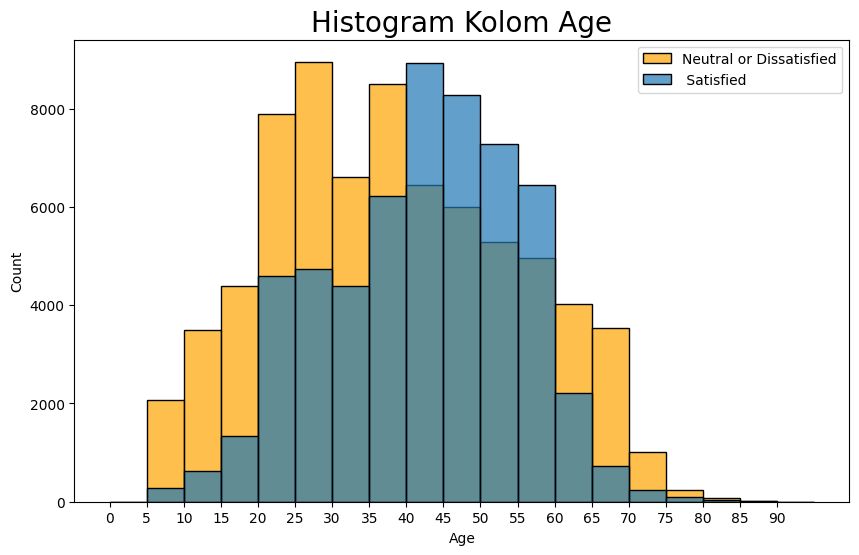 Histogram Kolom Age
Neutral or Dissatisfied
Satisfied
Count
8000
6000
4000
2000
0
0 5 10 15 20 25 30 35 40 45 50 55 60 65 70 75 80 85 90
Age